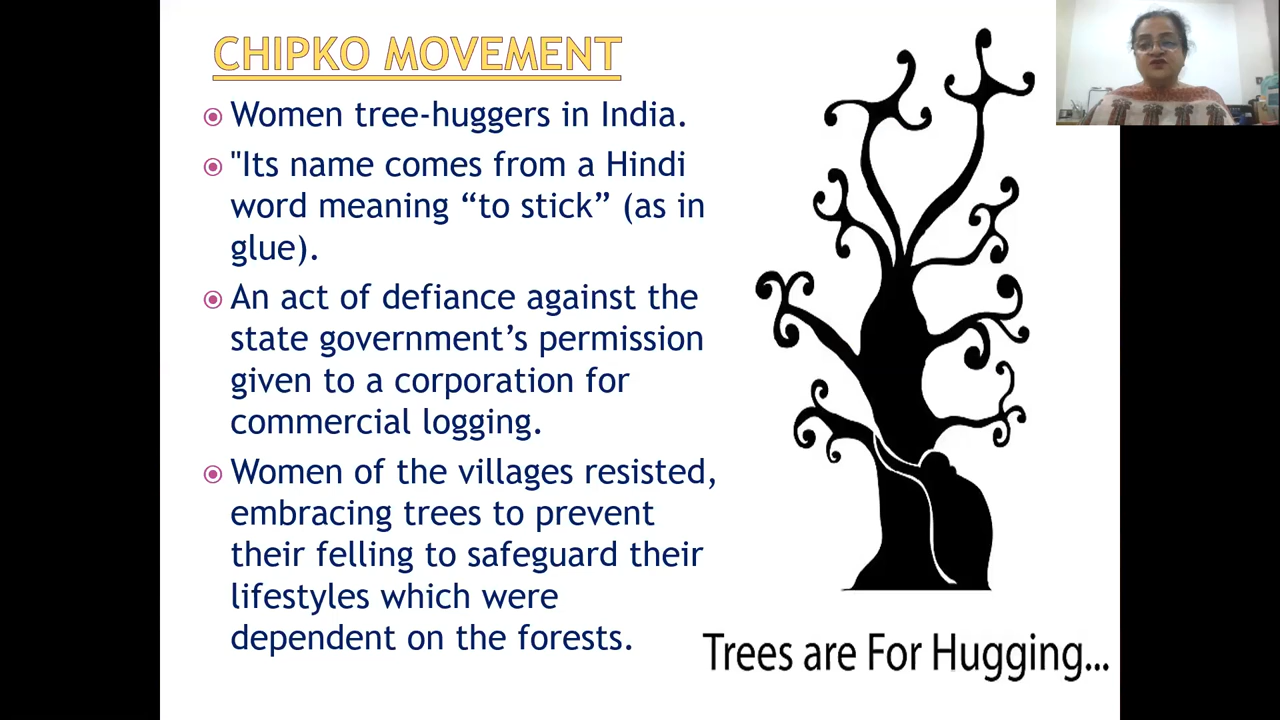 CHIPKO MOVEMENT
Women tree-huggers in India.
"Its name comes from a Hindi
word meaning “to stick” (as in
glue).
An act of defiance against the
state government’s permission
given to a corporation for
commercial logging.
Women of the villages resisted,
embracing trees to prevent
their felling to safeguard their
lifestyles which were
dependent on the forests.
Trees are For Hugging...